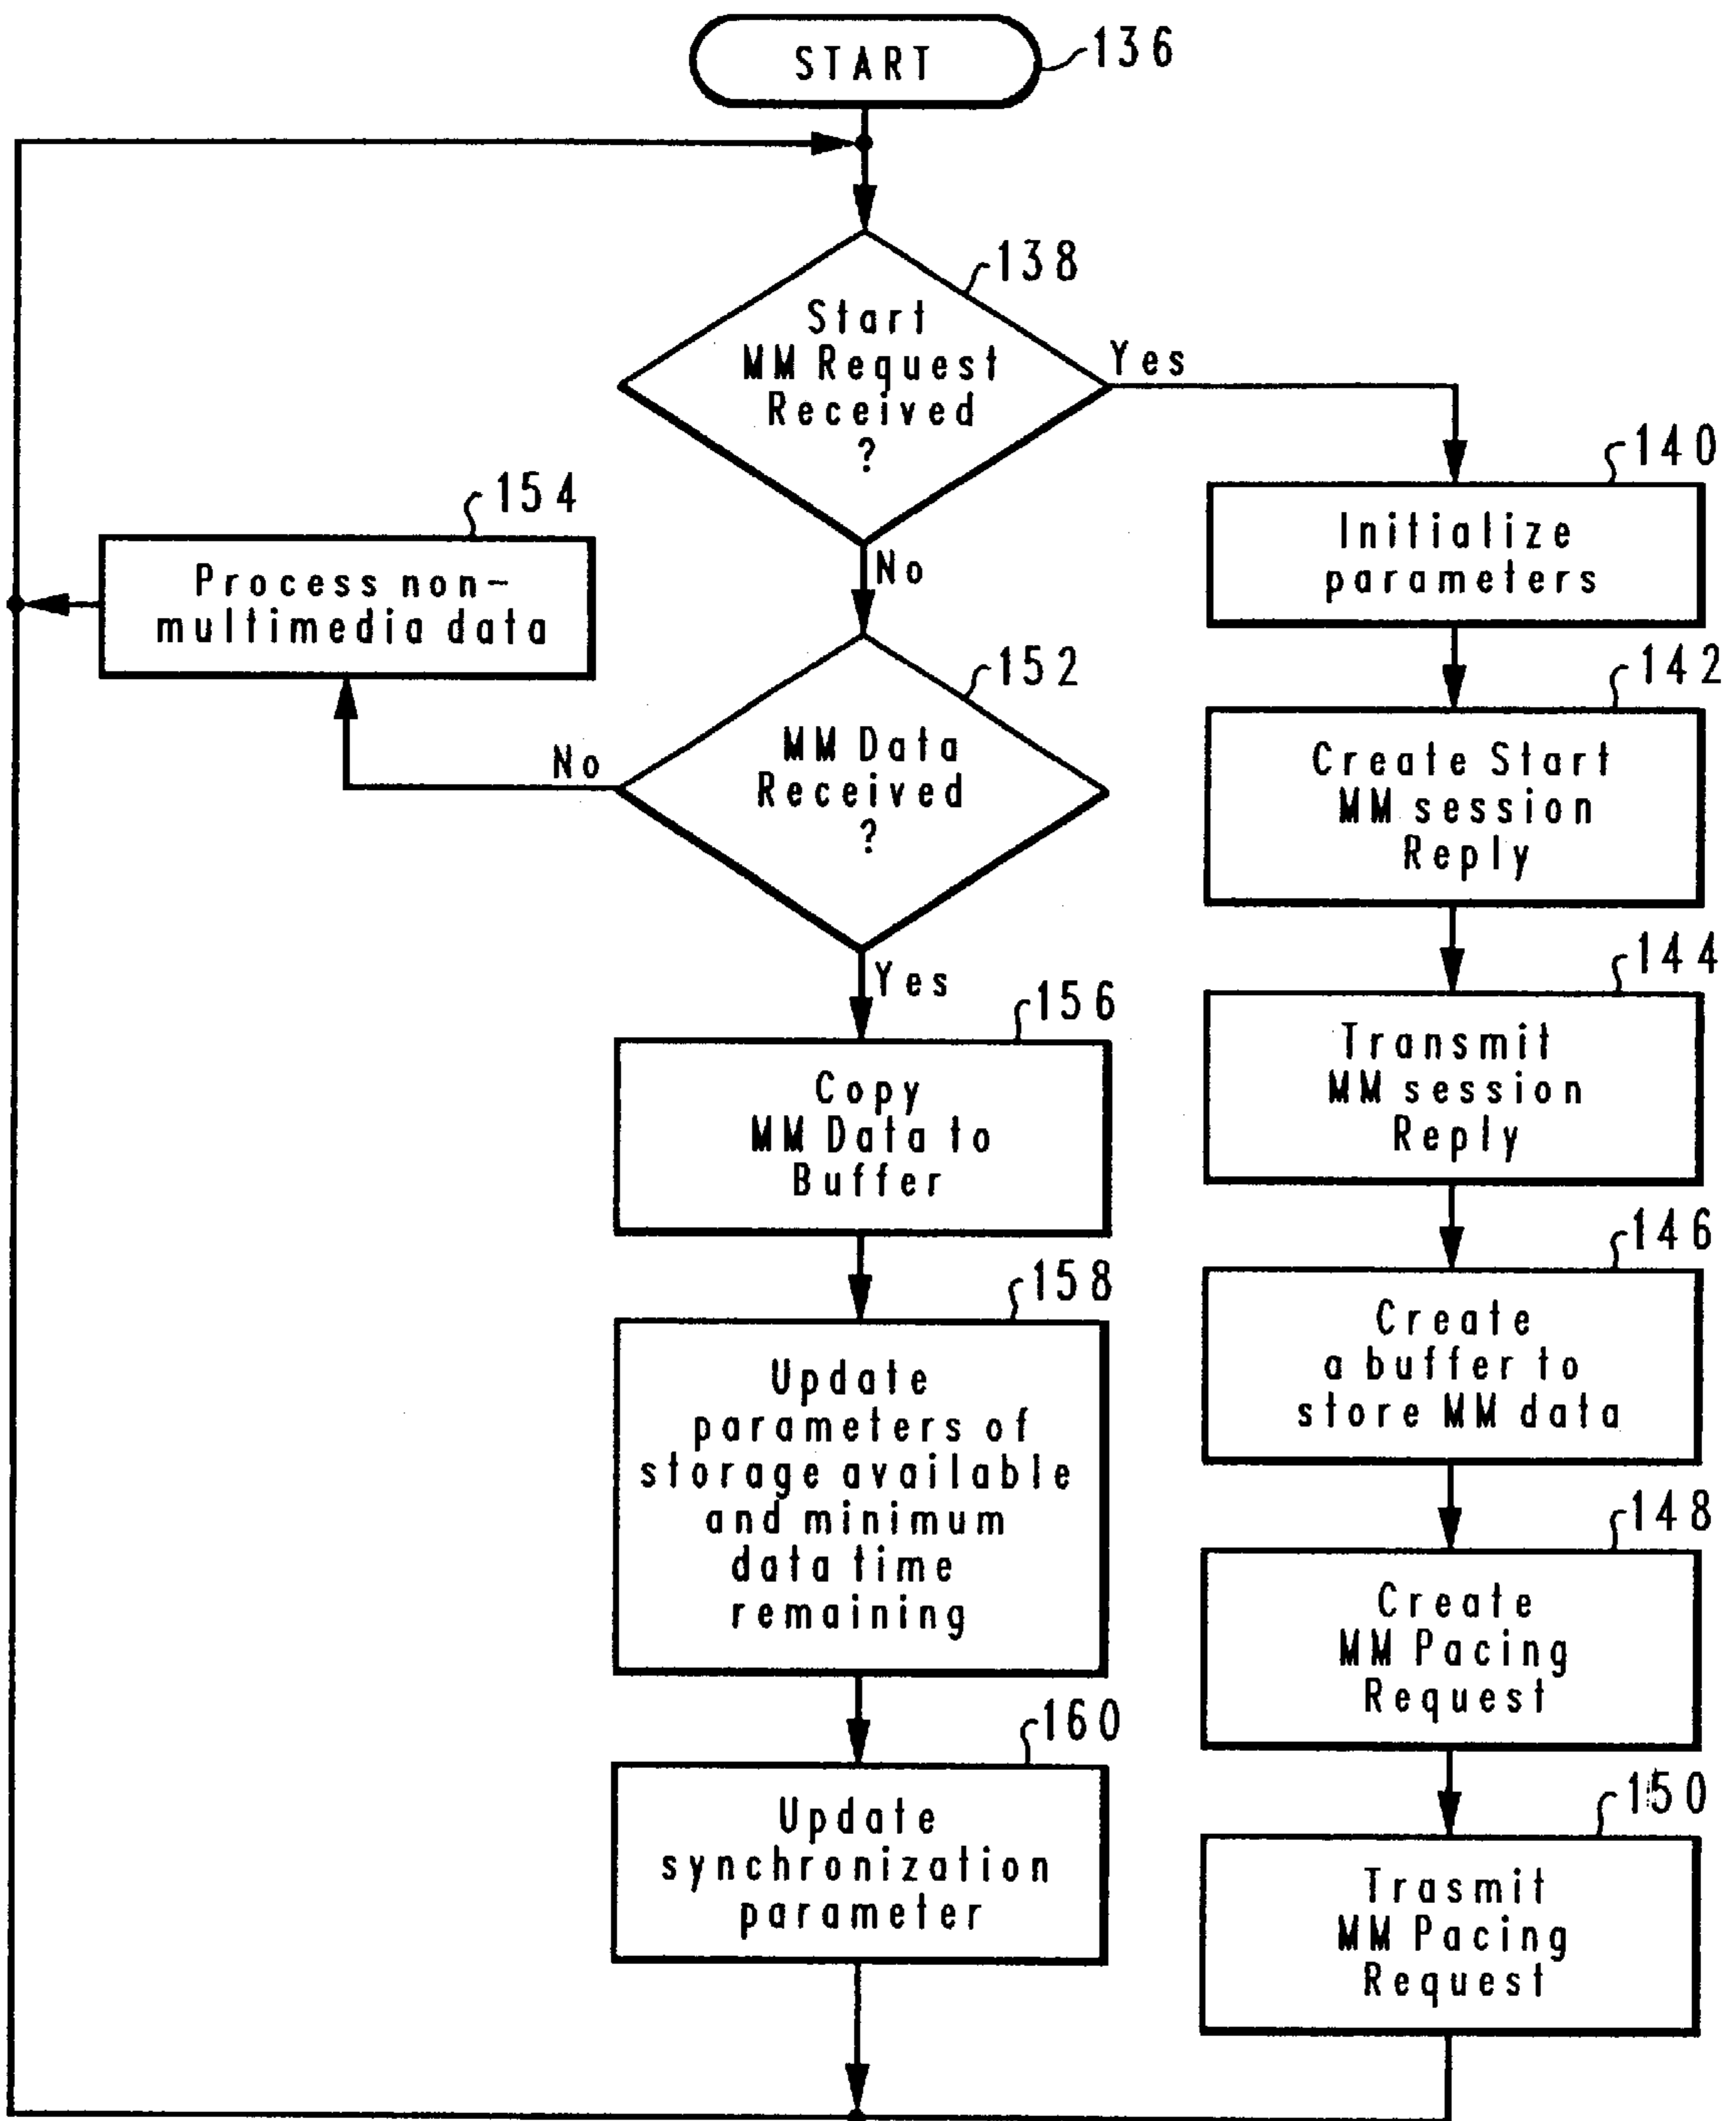 START
136
138
Start
MM Request
Received
?
Yes
No
140
Initialize
parameters
154
Process non-
multimedia data
142
Create Start
MM session
Reply
152
MM Data
Received
?
No
Yes
144
Transmit
MM session
Reply
156
Copy
MM Data to
Buffer
146
Create
a buffer to
store MM data
158
Update
parameters of
storage available
and minimum
data time
remaining
148
Create
MM Pacing
Request
160
Update
synchronization
parameter
150
Trasmit
MM Pacing
Request